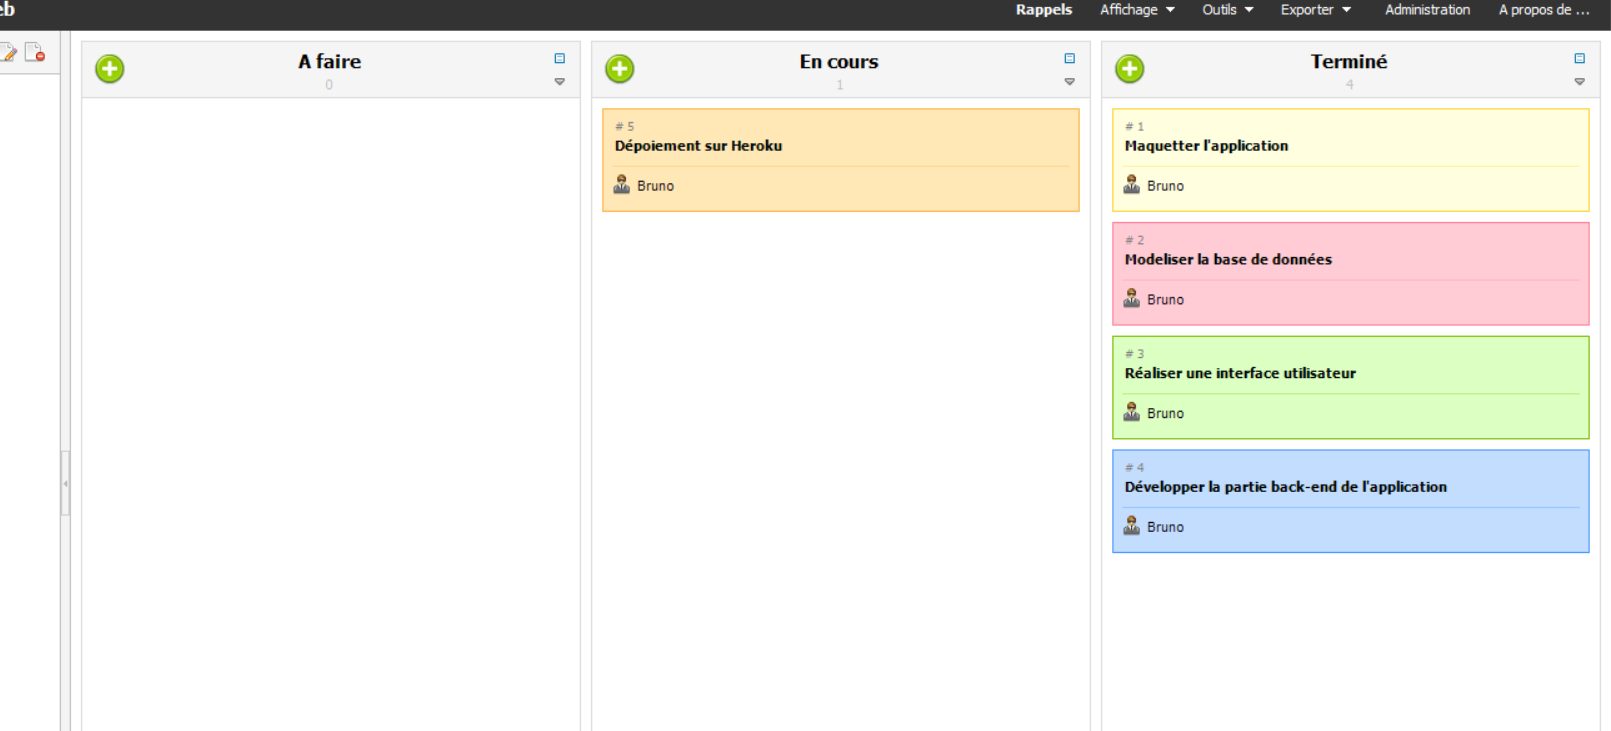 eb
Rappels Affichage Outils Exporter Administration A propos de ...
A faire
0
En cours
1
# 5
Dépoiement sur Heroku
Bruno
Terminé
4
# 1
Maquetter l'application
Bruno
# 2
Modeliser la base de données
Bruno
# 3
Réaliser une interface utilisateur
Bruno
# 4
Développer la partie back-end de l'application
Bruno